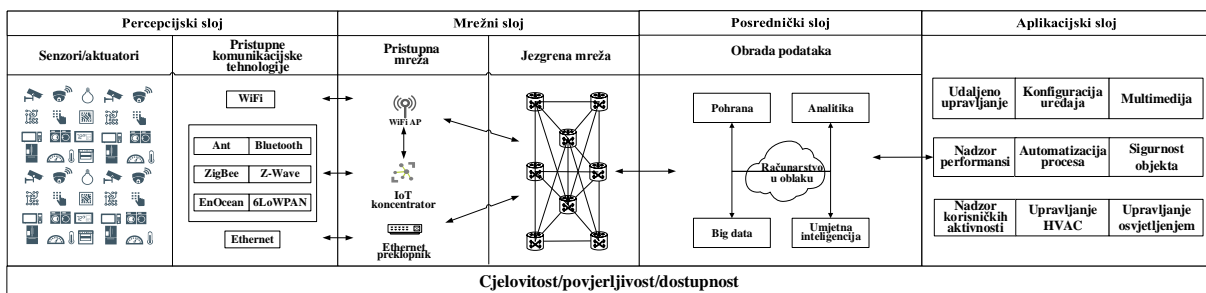 Percepcijski sloj
Mrežni sloj
Posrednički sloj
Aplikacijski sloj
Senzori/aktuatori
Pristupne
komunikacijske
tehnologije
Pristupna
mreža
Jezgrena mreža
Obrada podataka
WiFi
Ant
Bluetooth
ZigBee
Z-Wave
EnOcean
6LoWPAN
Ethernet
WiFi AP
IoT
koncentrator
Ethernet
preklopnik
Pohrana
Analitika
Računarstvo
u oblaku
Big data
Umjetna
inteligencija
Udaljeno
upravljanje
Konfiguracija
uređaja
Multimedija
Nadzor
performansi
Automatizacija
procesa
Sigurnost
objekta
Nadzor
korisničkih
aktivnosti
Upravljanje
HVAC
Upravljanje
osvjetljenjem
Cjelovitost/povjerljivost/dostupnost